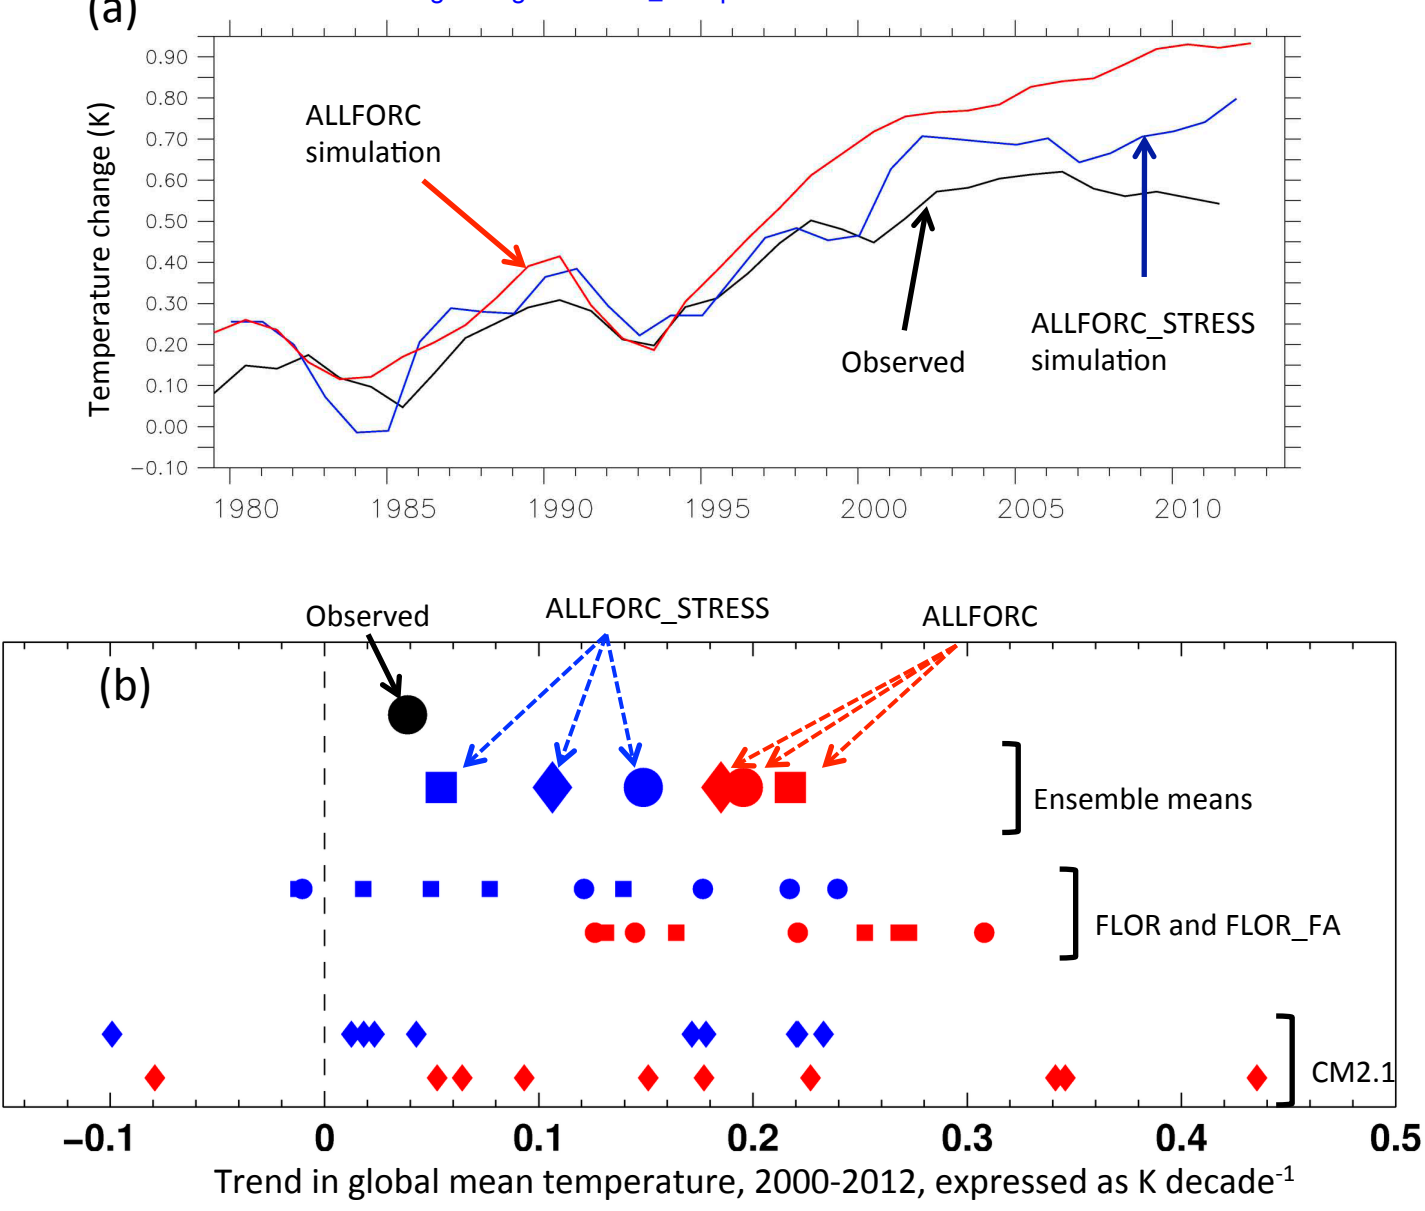 (a)
0.90
0.80
0.70
0.60
0.50
0.40
0.30
0.20
0.10
0.00
−0.10
Temperature change (K)
ALLFORC
simulation
Observed
ALLFORC_STRESS
simulation
1980 1985 1990 1995 2000 2005 2010
Observed ALLFORC_STRESS ALLFORC
(b)
Ensemble means
FLOR and FLOR_FA
CM2.1
−0.1 0 0.1 0.2 0.3 0.4 0.5
Trend in global mean temperature, 2000-2012, expressed as K decade-1